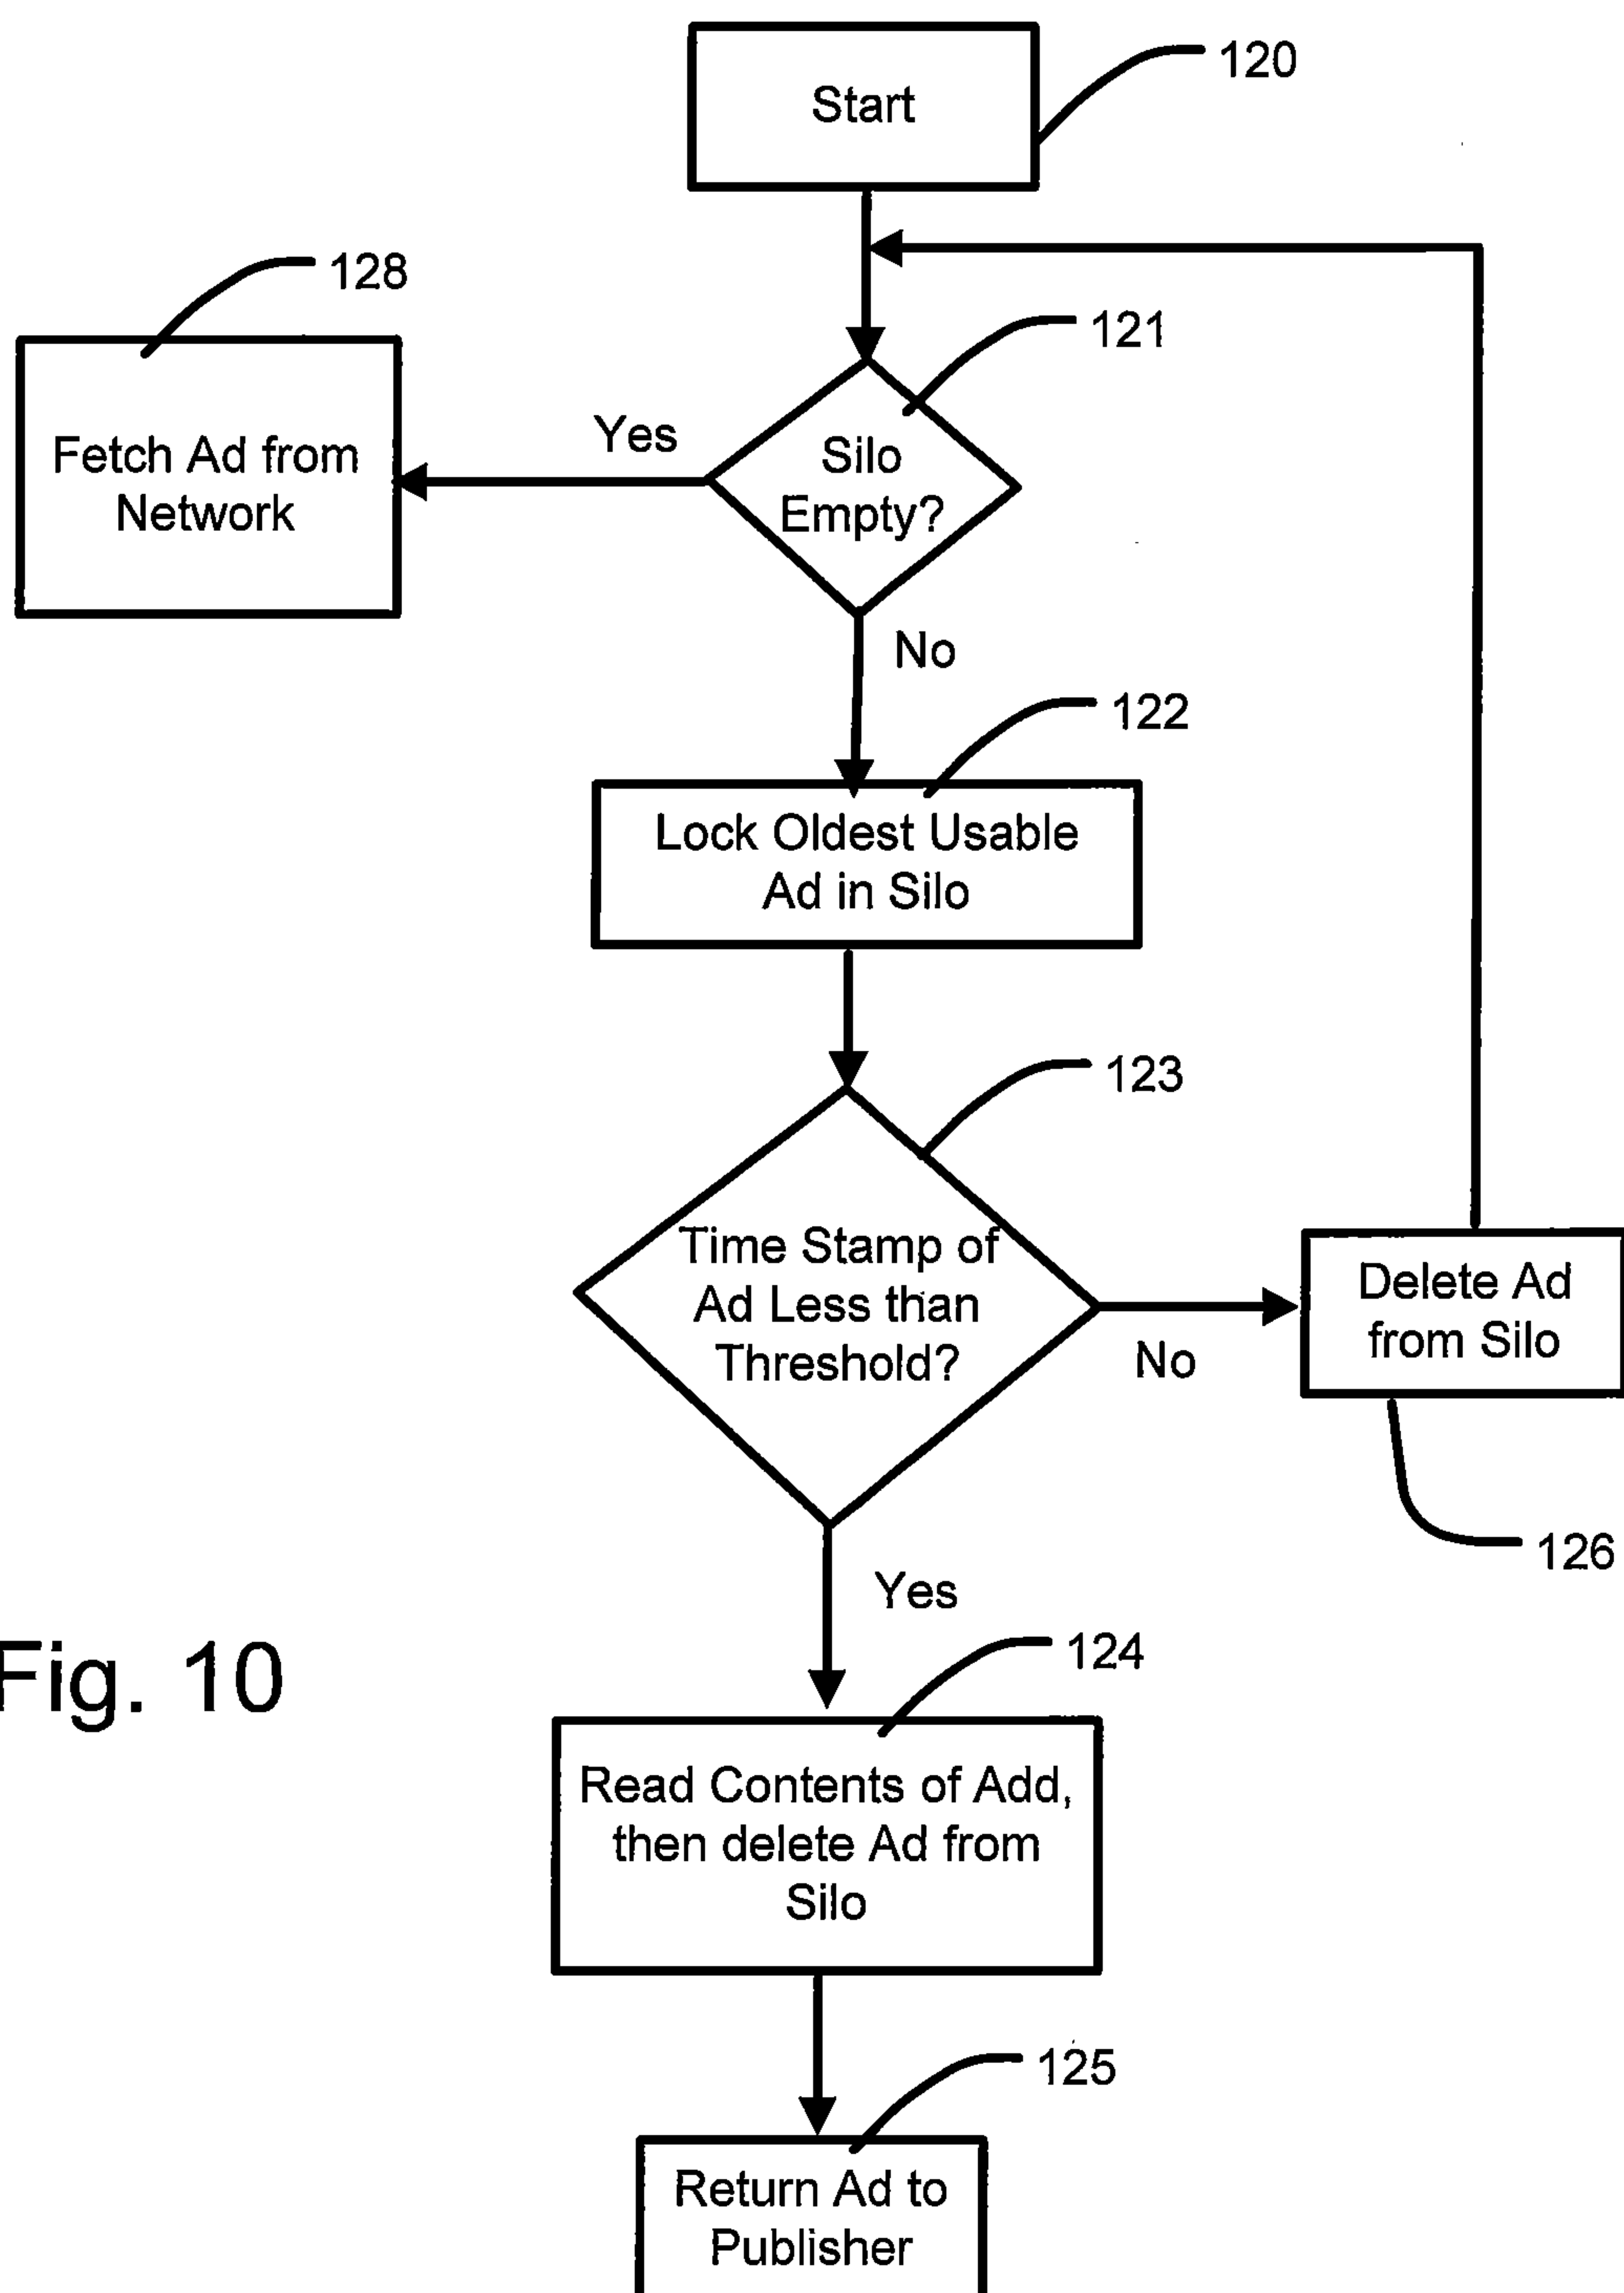 Start
120
128
121
Fetch Ad from
Network
Yes
Silo
Empty?
No
122
Lock Oldest Usable
Ad in Silo
123
Time Stamp of
Ad Less than
Threshold?
No
Delete Ad
from Silo
126
Yes
Fig. 10
124
Read Contents of Add,
then delete Ad from
Silo
125
Return Ad to
Publisher